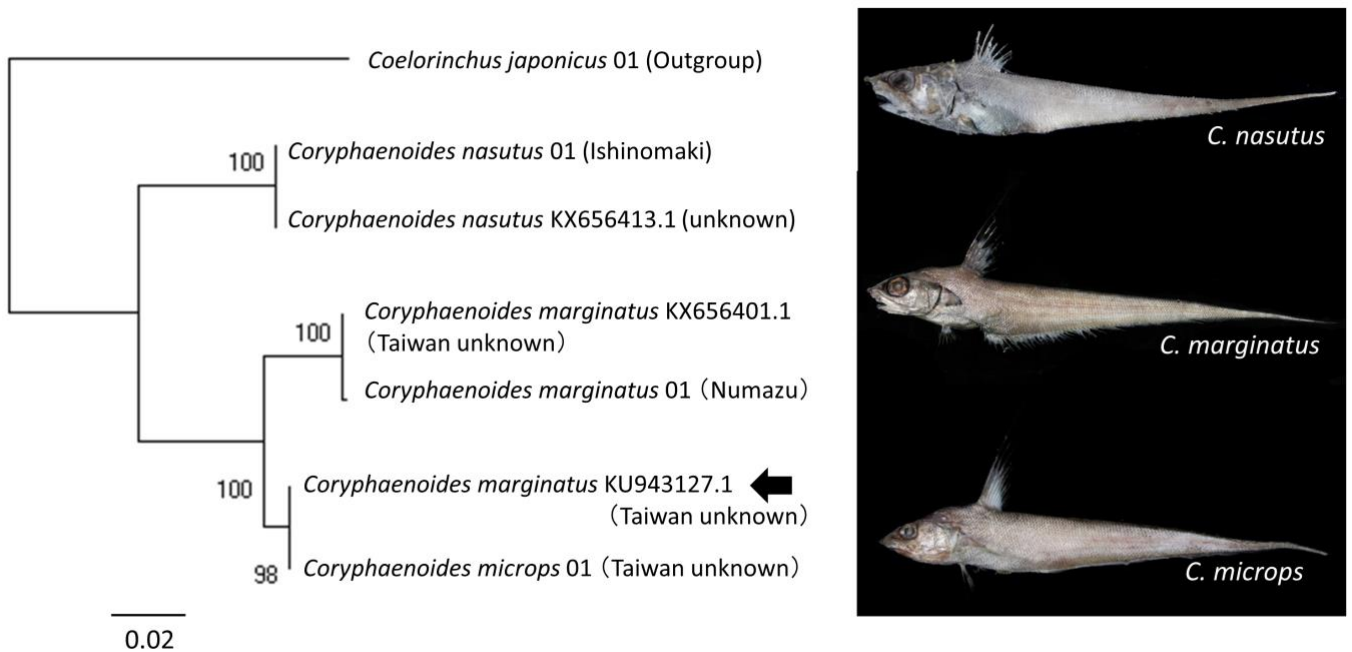 Coelorinchus japonicus 01 (Outgroup)
100
Coryphaenoides nasutus 01 (Ishinomaki)
Coryphaenoides nasutus KX656413.1 (unknown)
100
Coryphaenoides marginatus KX656401.1
（Taiwan unknown）
Coryphaenoides marginatus 01（Numazu）
100
Coryphaenoides marginatus KU943127.1
（Taiwan unknown）
98
Coryphaenoides microps 01（Taiwan unknown）
0.02
C. nasutus
C. marginatus
C. microps